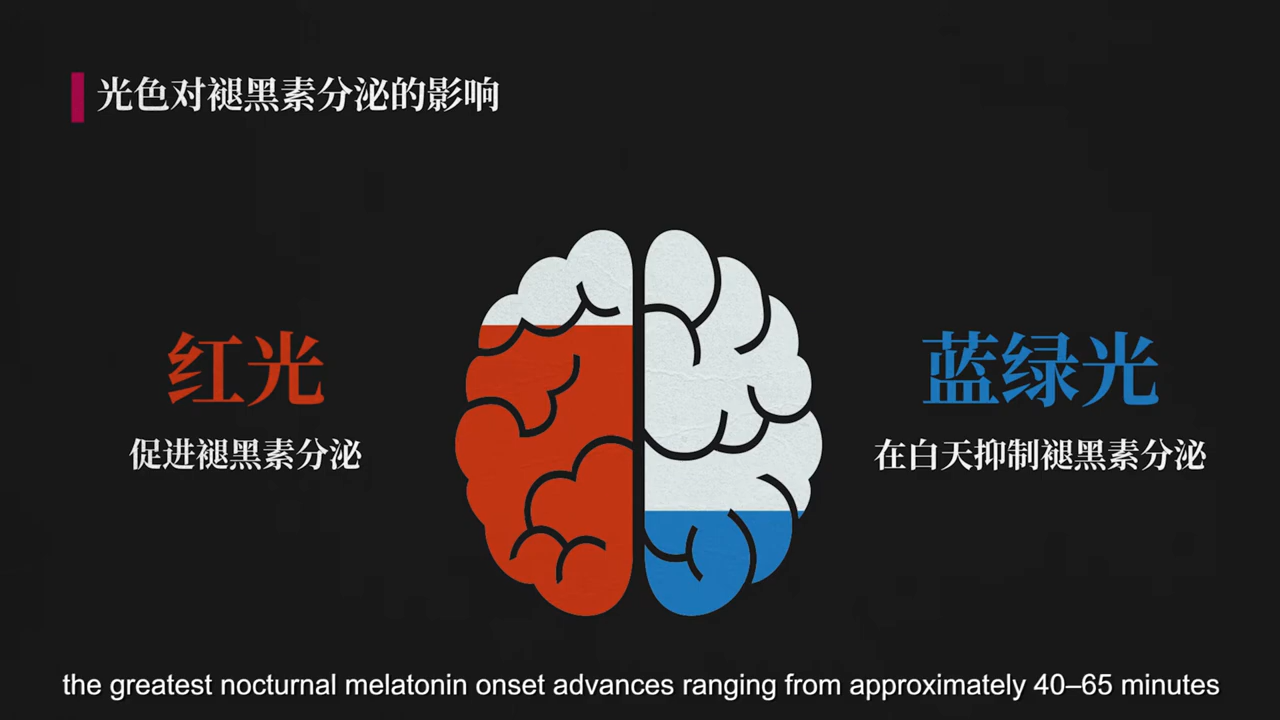 光色对褪黑素分泌的影响
红光
促进褪黑素分泌
蓝绿光
在白天抑制褪黑素分泌
the greatest nocturnal melatonin onset advances ranging from approximately 40–65 minutes